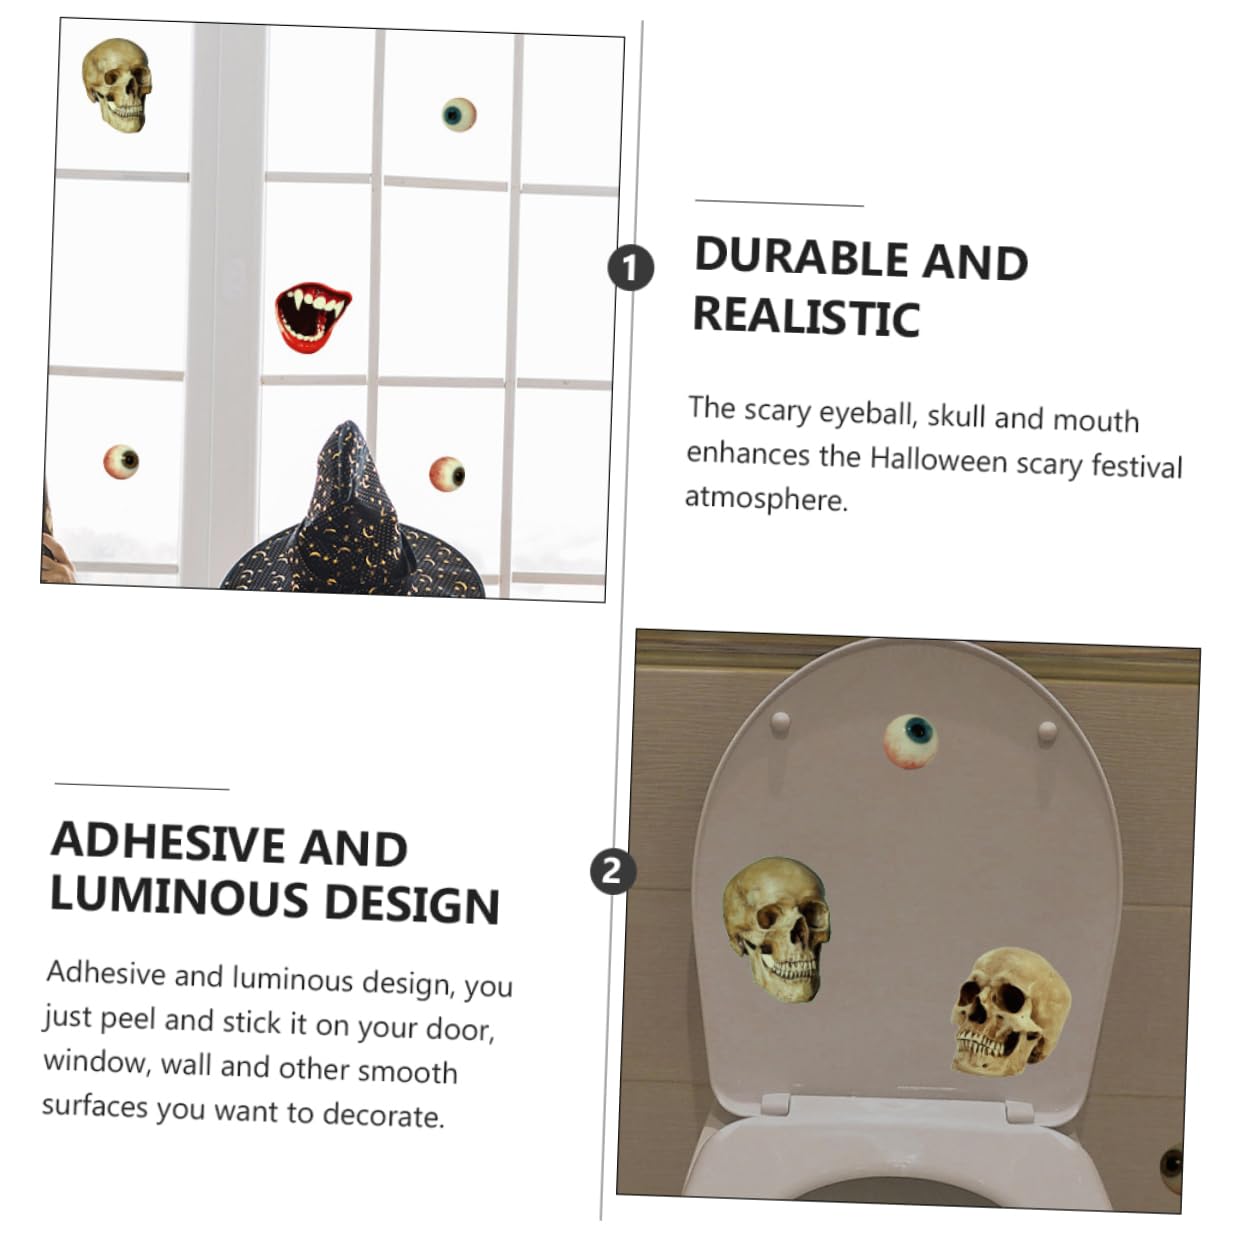 1
DURABLE AND
REALISTIC
The scary eyeball, skull and mouth
enhances the Halloween scary festival
atmosphere.
2
ADHESIVE AND
LUMINOUS DESIGN
Adhesive and luminous design, you
just peel and stick it on your door,
window, wall and other smooth
surfaces you want to decorate.